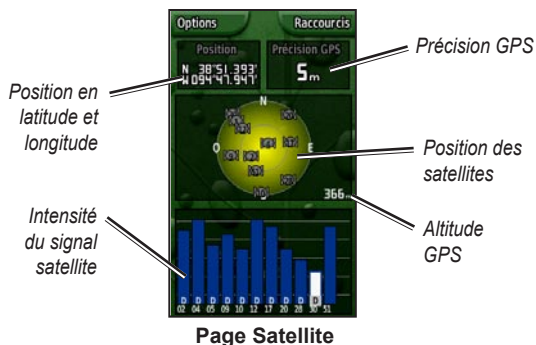 Options
Raccourcis
Position
Précision GPS
N 38°51.393'
W094°47.947'
5m
Précision GPS
Position en
latitude et
longitude
N
O
E
Position des
satellites
366m
Intensité
du signal
satellite
Altitude
GPS
D D D D D D D D D D
02 04 05 09 10 12 17 20 28 30 51
Page Satellite